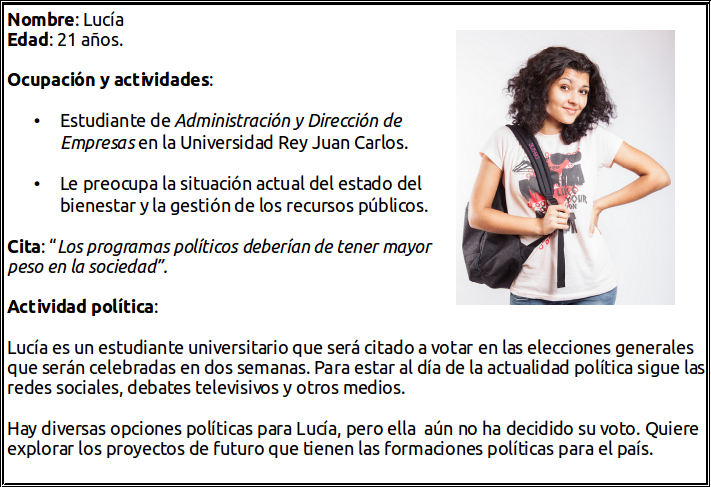 Nombre: Lucía
Edad: 21 años.
Ocupación y actividades:
• Estudiante de Administración y Dirección de
Empresas en la Universidad Rey Juan Carlos.
• Le preocupa la situación actual del estado del
bienestar y la gestión de los recursos públicos.
Cita: “Los programas políticos deberían de tener mayor
peso en la sociedad”.
Actividad política:
Lucía es un estudiante universitario que será citado a votar en las elecciones generales
que serán celebradas en dos semanas. Para estar al día de la actualidad política sigue las
redes sociales, debates televisivos y otros medios.
Hay diversas opciones políticas para Lucía, pero ella  aún no ha decidido su voto. Quiere
explorar los proyectos de futuro que tienen las formaciones políticas para el país.